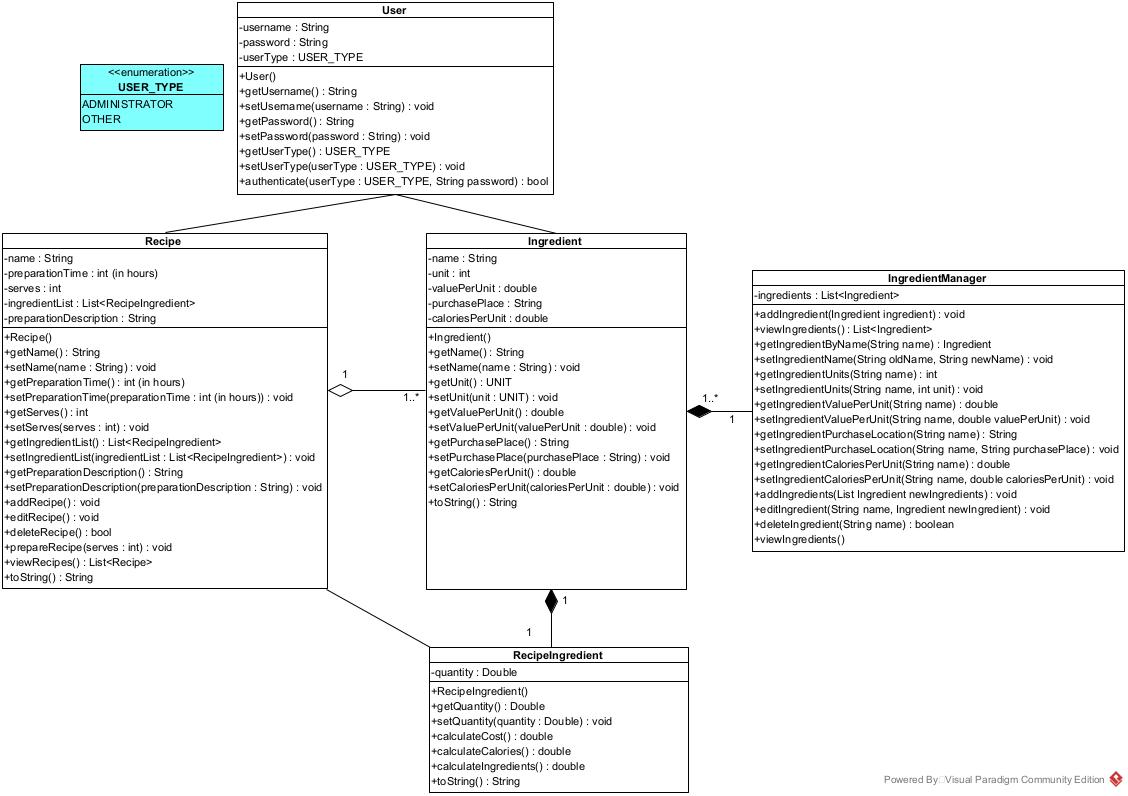 User
-username : String
-password : String
-userType : USER_TYPE
+User()
+getUsername() : String
+setUsername(username : String) : void
+getPassword() : String
+setPassword(password : String) : void
+getUserType() : USER_TYPE
+setUserType(userType : USER_TYPE) : void
+authenticate(userType : USER_TYPE, String password) : bool
<<enumeration>>
USER_TYPE
ADMINISTRATOR
OTHER
Recipe
-name : String
-preparationTime : int (in hours)
-serves : int
-ingredientList : List<RecipeIngredient>
-preparationDescription : String
+Recipe()
+getName() : String
+setName(name : String) : void
+getPreparationTime() : int (in hours)
+setPreparationTime(preparationTime : int (in hours)) : void
+getServes() : int
+setServes(serves : int) : void
+getIngredientList() : List<RecipeIngredient>
+setIngredientList(ingredientList : List<RecipeIngredient>) : void
+getPreparationDescription() : String
+setPreparationDescription(preparationDescription : String) : void
+addRecipe() : void
+editRecipe() : void
+deleteRecipe() : bool
+prepareRecipe(serves : int) : void
+viewRecipes() : List<Recipe>
+toString() : String
1
1..*
Ingredient
-name : String
-unit : int
-valuePerUnit : double
-purchasePlace : String
-caloriesPerUnit : double
+Ingredient()
+getName() : String
+setName(name : String) : void
+getUnit() : UNIT
+setUnit(unit : UNIT) : void
+getValuePerUnit() : double
+setValuePerUnit(valuePerUnit : double) : void
+getPurchasePlace() : String
+setPurchasePlace(purchasePlace : String) : void
+getCaloriesPerUnit() : double
+setCaloriesPerUnit(caloriesPerUnit : double) : void
+toString() : String
1..*
1
IngredientManager
-ingredients : List<Ingredient>
+addIngredient(Ingredient ingredient) : void
+viewIngredients() : List<Ingredient>
+getIngredientByName(String name) : Ingredient
+setIngredientName(String oldName, String newName) : void
+getIngredientUnits(String name) : int
+setIngredientUnits(String name, int unit) : void
+getIngredientValuePerUnit(String name) : double
+setIngredientValuePerUnit(String name, double valuePerUnit) : void
+getIngredientPurchaseLocation(String name) : String
+setIngredientPurchaseLocation(String name, String purchasePlace) : void
+getIngredientCaloriesPerUnit(String name) : double
+setIngredientCaloriesPerUnit(String name, double caloriesPerUnit) : void
+addIngredients(List Ingredient newIngredients) : void
+editIngredient(String name, Ingredient newIngredient) : void
+deleteIngredient(String name) : boolean
+viewIngredients()
1
1
RecipeIngredient
-quantity : Double
+RecipeIngredient()
+getQuantity() : Double
+setQuantity(quantity : Double) : void
+calculateCost() : double
+calculateCalories() : double
+calculateIngredients() : double
+toString() : String
Powered By Visual Paradigm Community Edition